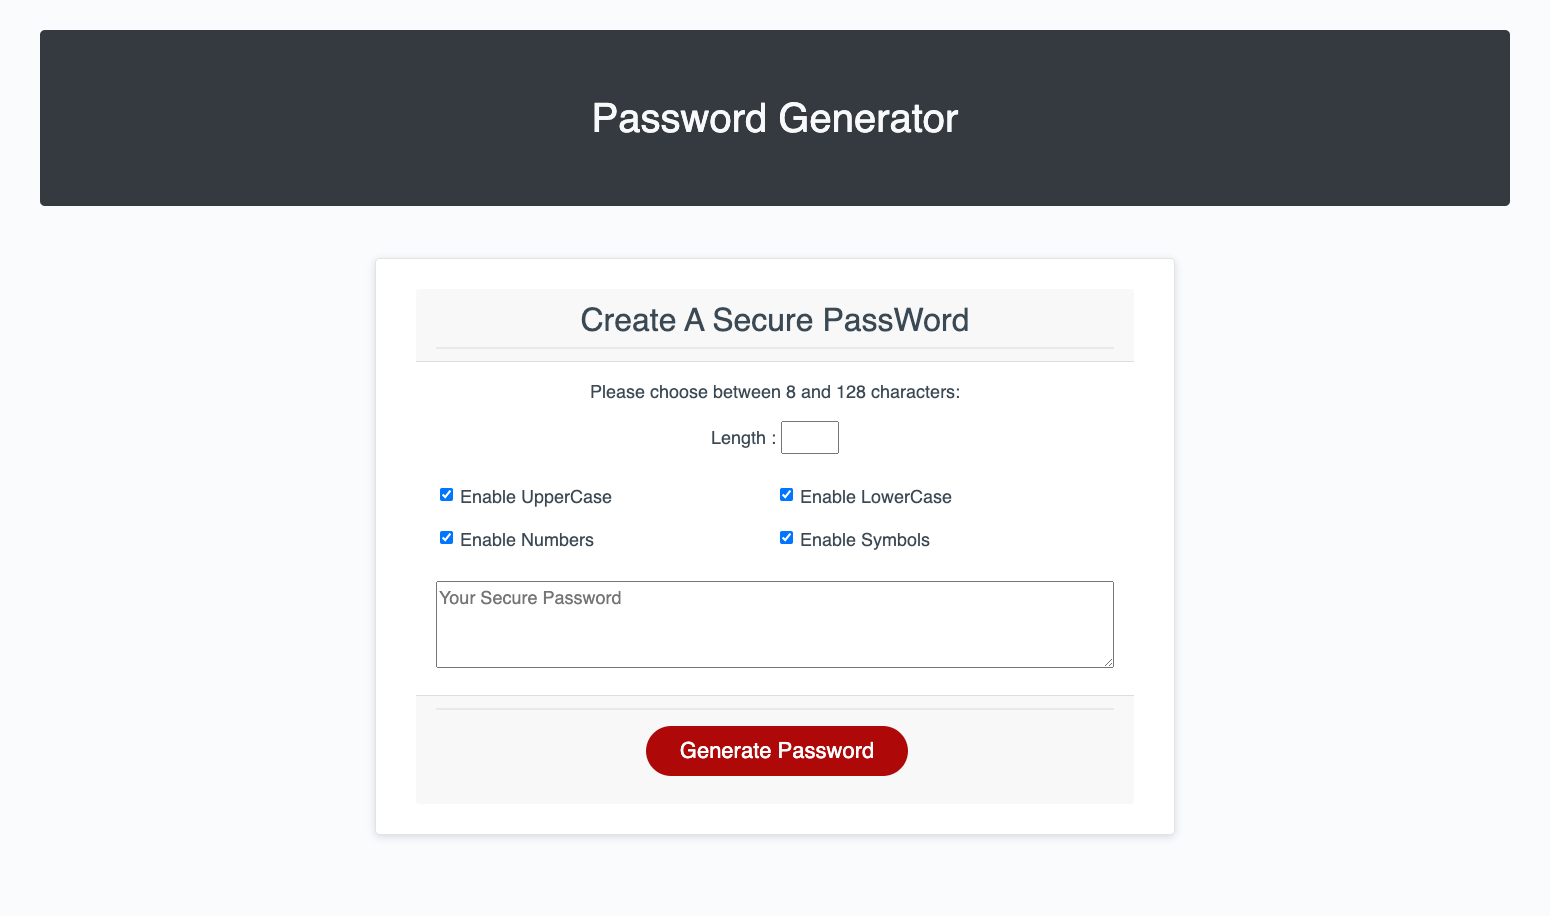 Password Generator
Create A Secure PassWord
Please choose between 8 and 128 characters:
Length :
Enable UpperCase
Enable LowerCase
Enable Numbers
Enable Symbols
Your Secure Password
Generate Password